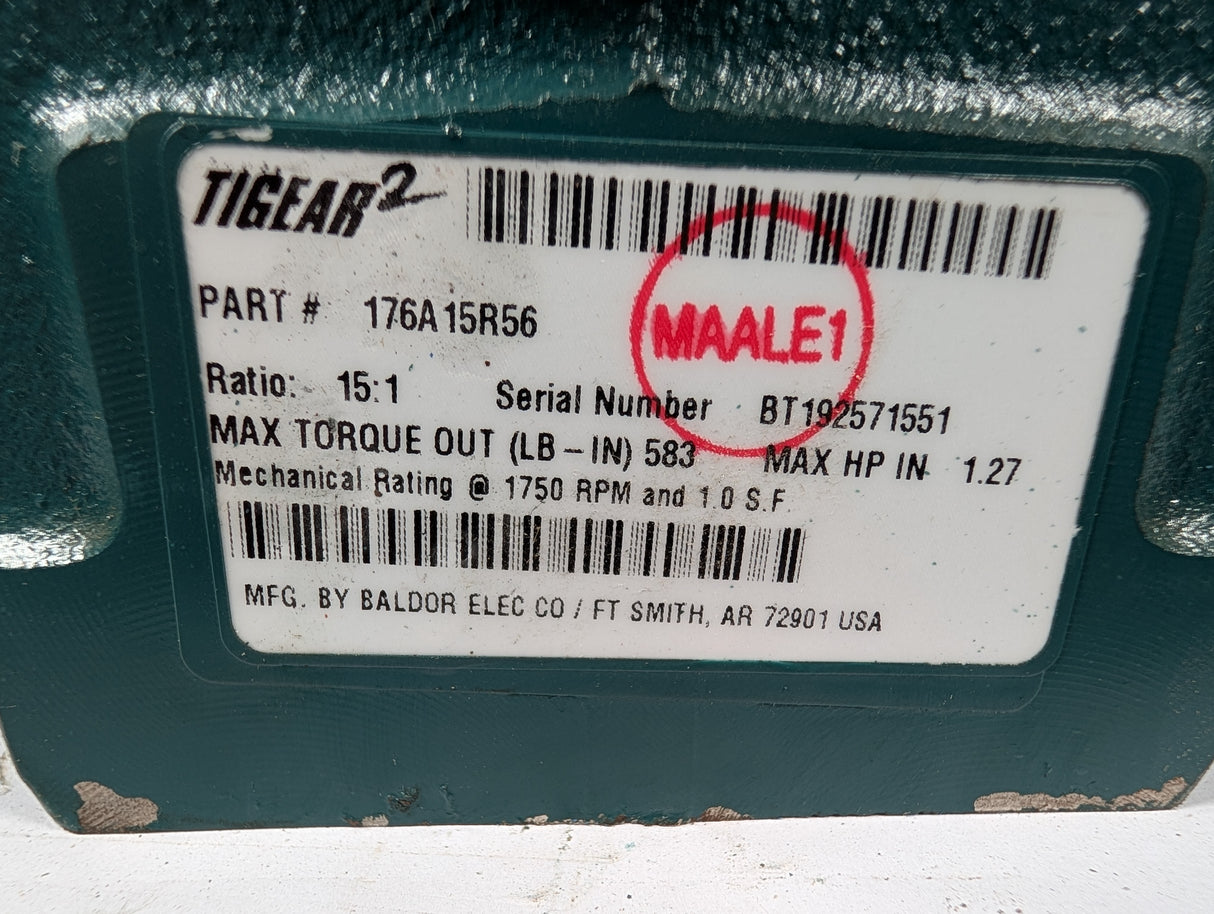 TIGEAR2
PART # 176A15R56
MAALE1
Ratio: 15:1 Serial Number BT192571551
MAX TORQUE OUT (LB-IN) 583 MAX HP IN 1.27
Mechanical Rating @ 1750 RPM and 1.0 S.F.
MFG. BY BALDOR ELEC CO / FT SMITH, AR 72901 USA